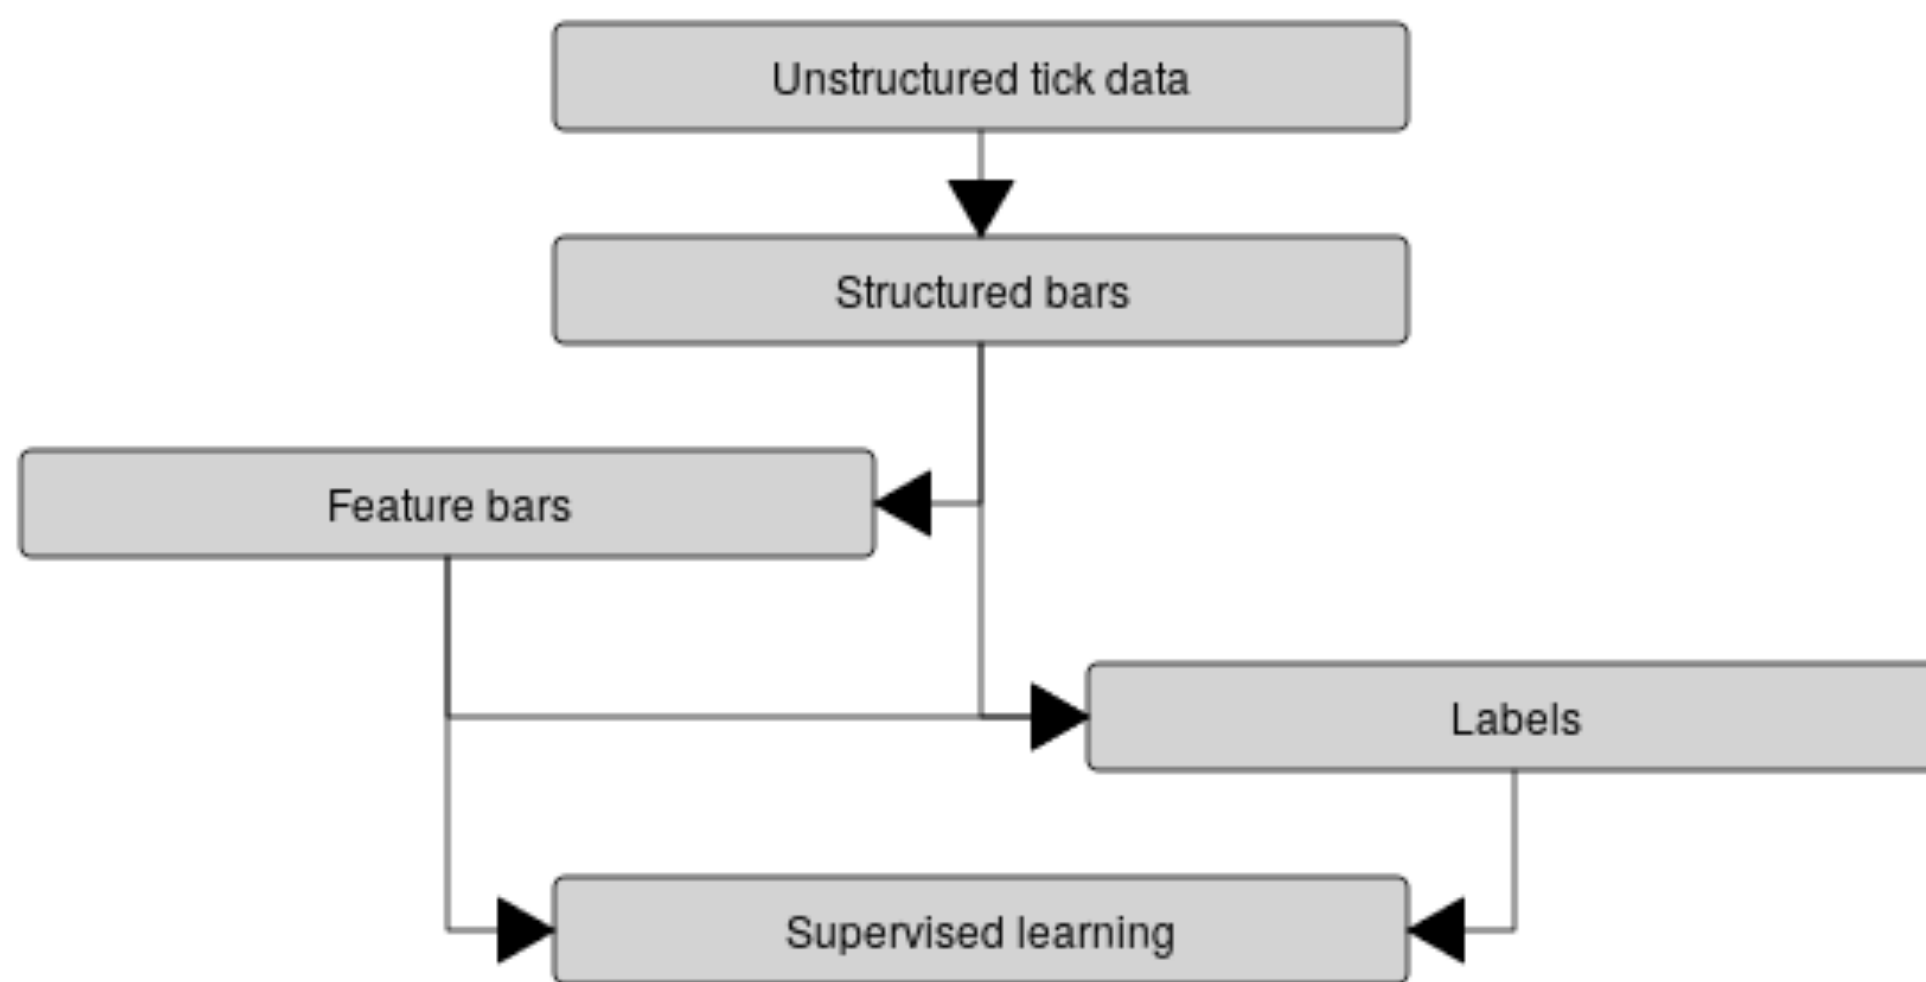 Unstructured tick data
Structured bars
Feature bars
Labels
Supervised learning